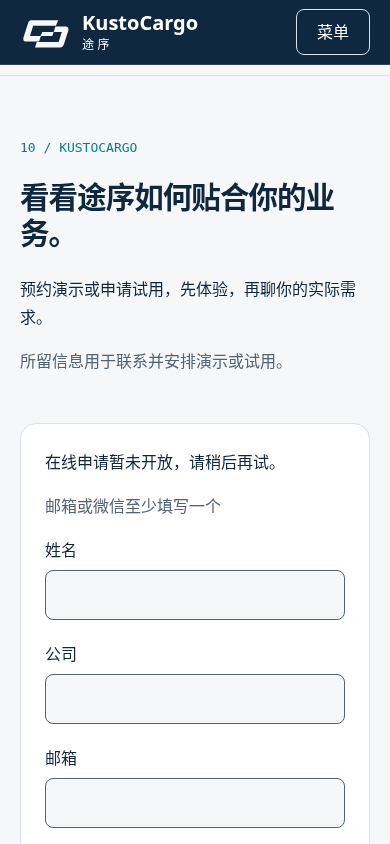 KustoCargo
途序
菜单
10 / KUSTOCARGO
看看途序如何贴合你的业
务。
预约演示或申请试用，先体验，再聊你的实际需
求。
所留信息用于联系并安排演示或试用。
在线申请暂未开放，请稍后再试。
邮箱或微信至少填写一个
姓名
公司
邮箱